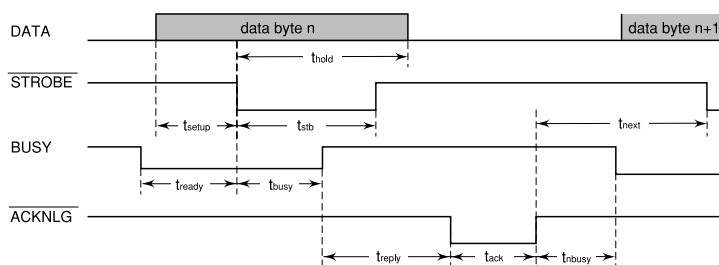 DATA
data byte n
data byte n+1
thold
STROBE
tsetup
tstb
tnext
BUSY
tready
tbusy
ACKNLG
treply
tack
tnbusy